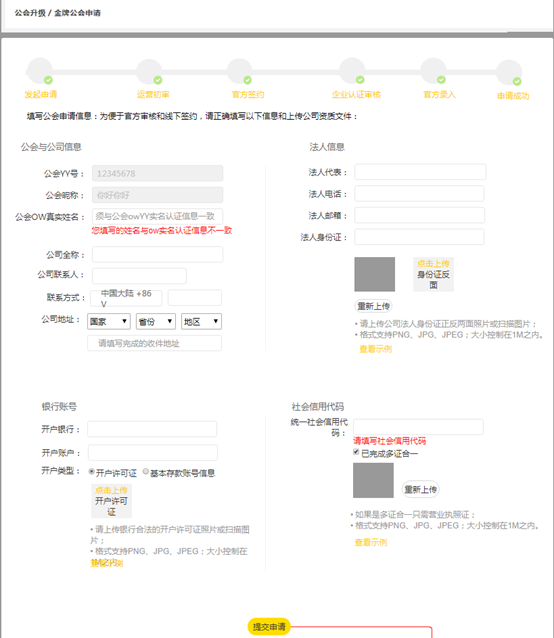 公会升级 / 金牌公会申请
发起申请
运营初审
官方签约
企业认证审核
官方录入
申请成功
填写公会申请信息：为便于官方审核和线下签约，请正确填写以下信息和上传公司资质文件：
公会与公司信息
公会YY号：
12345678
公会昵称：
你好你好
公会OW真实姓名：
须与公会owYY实名认证信息一致
您填写的姓名与ow实名认证信息不一致
公司全称：
公司联系人：
联系方式：
中国大陆 +86
V
公司地址：
国家
省份
地区
请填写完成的收件地址
法人信息
法人代表：
法人电话：
法人邮箱：
法人身份证：
点击上传
身份证反
面
重新上传
• 请上传公司法人身份证正反两面照片或扫描图片；
• 格式支持PNG、JPG、JPEG；大小控制在1M之内。
查看示例
银行账号
开户银行：
开户账户：
开户类型：
开户许可证
基本存款账号信息
点击上传
开户许可
证
• 请上传银行合法的开户许可证照片或扫描图
片；
• 格式支持PNG、JPG、JPEG；大小控制在
1M之内。
查看示例
社会信用代码
统一社会信用代
码：
请填写社会信用代码
已完成多证合一
重新上传
• 如果是多证合一只需营业执照证；
• 格式支持PNG、JPG、JPEG；大小控制在1M之内。
查看示例
提交申请